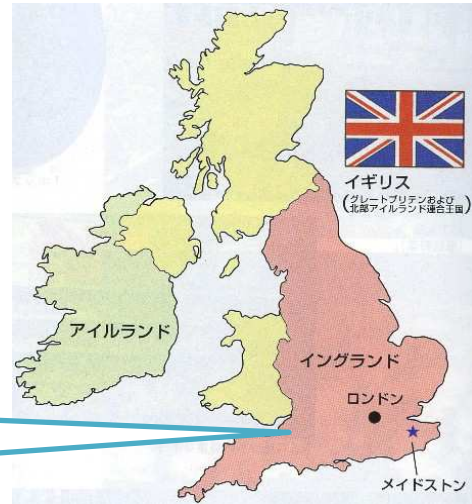 イギリス
(グレートブリテンおよび
北部アイルランド連合王国)
アイルランド
イングランド
ロンドン
メイドストン